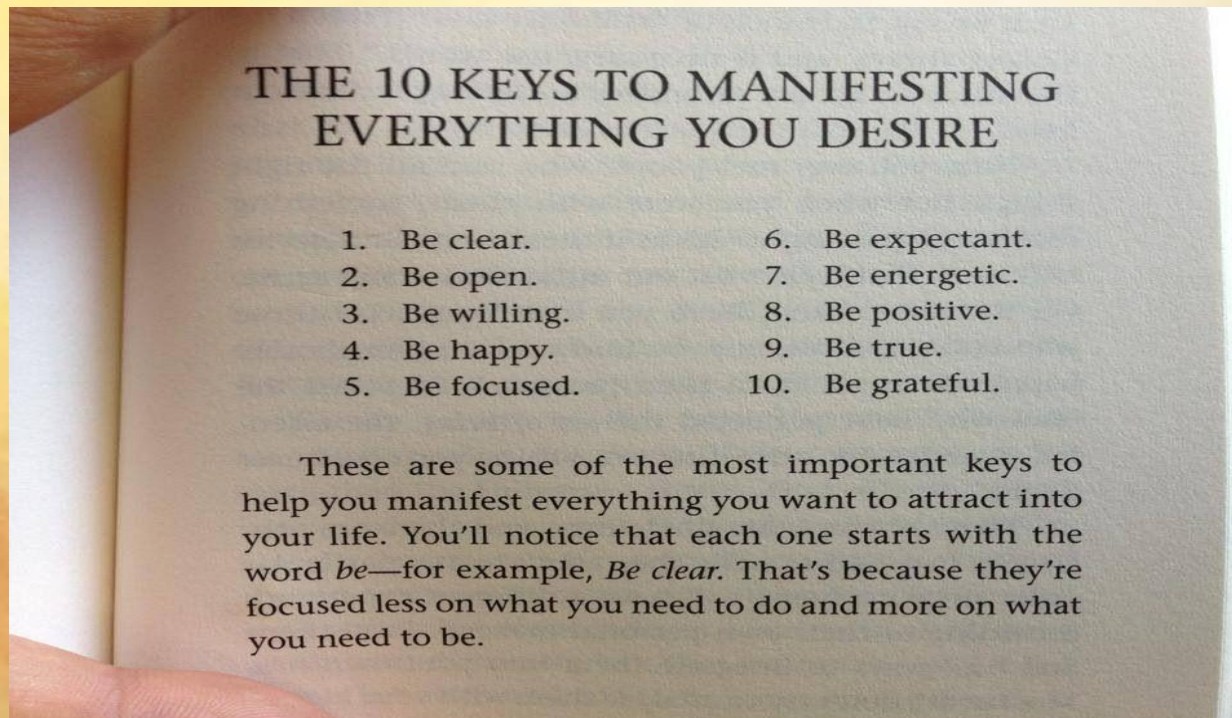 THE 10 KEYS TO MANIFESTING
EVERYTHING YOU DESIRE
1. Be clear.
2. Be open.
3. Be willing.
4. Be happy.
5. Be focused.
6. Be expectant.
7. Be energetic.
8. Be positive.
9. Be true.
10. Be grateful.
These are some of the most important keys to
help you manifest everything you want to attract into
your life. You'll notice that each one starts with the
word be—for example, Be clear. That's because they're
focused less on what you need to do and more on what
you need to be.